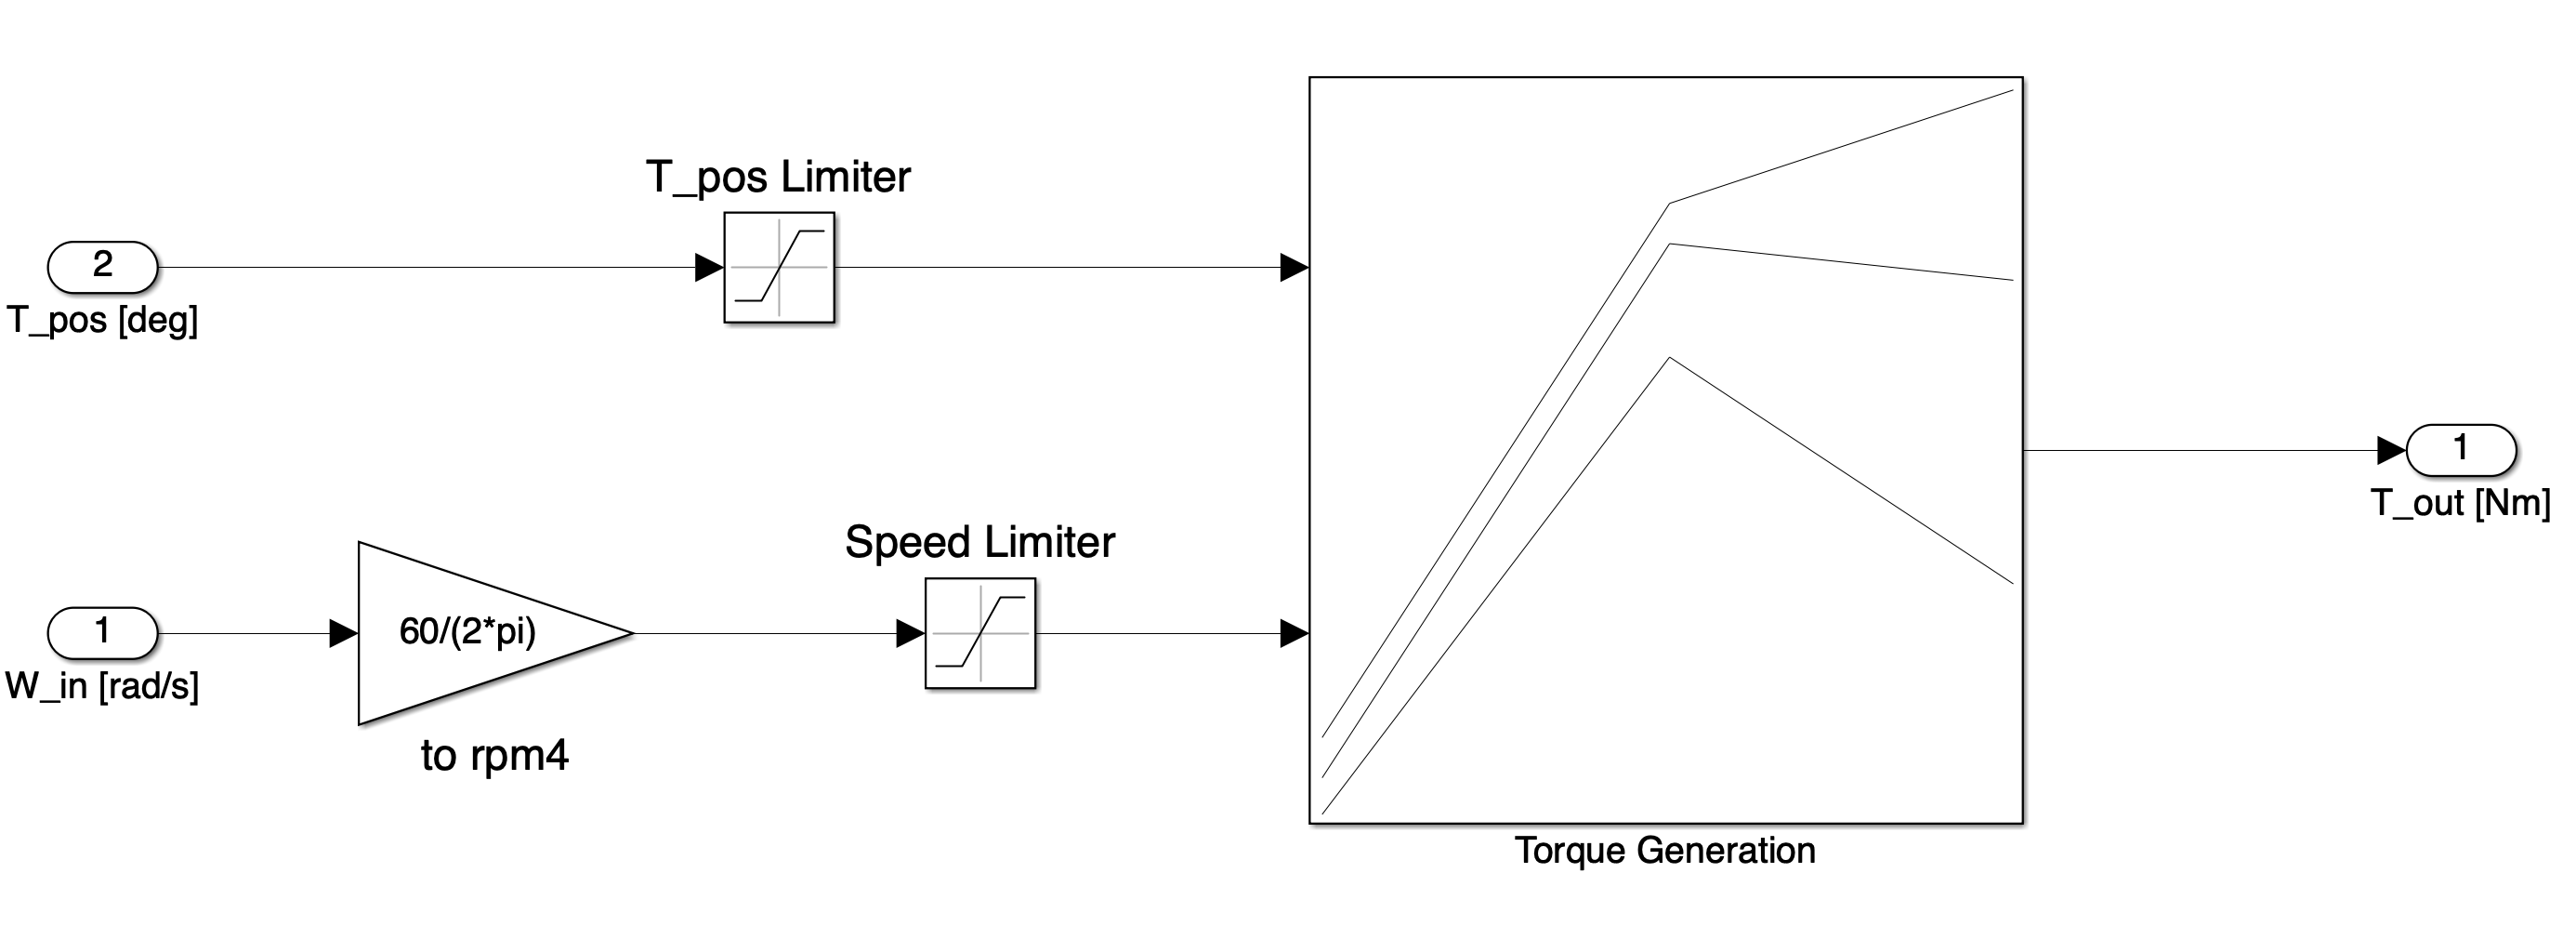 T_pos Limiter
2
T_pos [deg]
Speed Limiter
1
T_out [Nm]
1
W_in [rad/s]
60/(2*pi)
to rpm4
Torque Generation